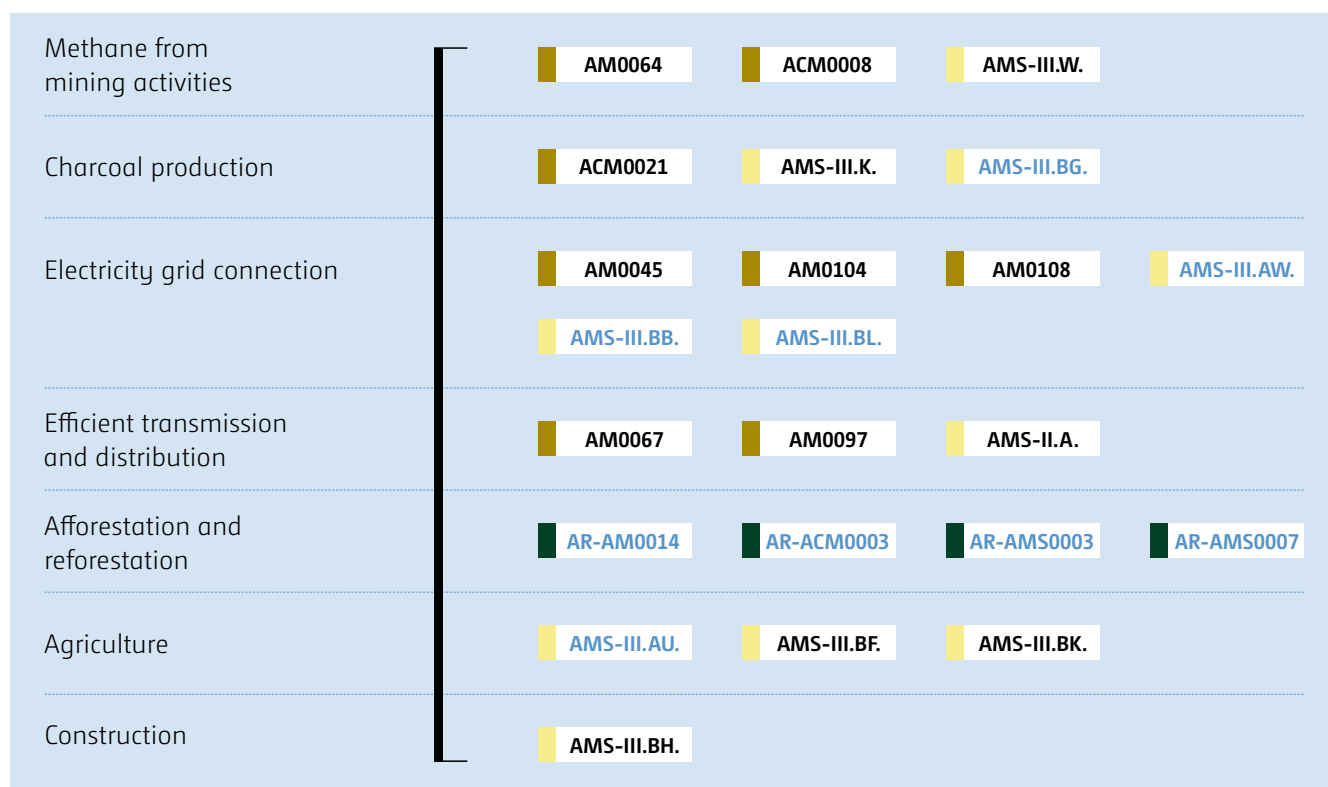 Methane from
mining activities
AM0064 ACM0008 AMS-III.W.
Charcoal production
ACM0021 AMS-III.K. AMS-III.BG.
Electricity grid connection
AM0045 AM0104 AM0108 AMS-III.AW.
AMS-III.BB. AMS-III.BL.
Efficient transmission
and distribution
AM0067 AM0097 AMS-II.A.
Afforestation and
reforestation
AR-AM0014 AR-ACM0003 AR-AMS0003 AR-AMS0007
Agriculture
AMS-III.AU. AMS-III.BF. AMS-III.BK.
Construction
AMS-III.BH.